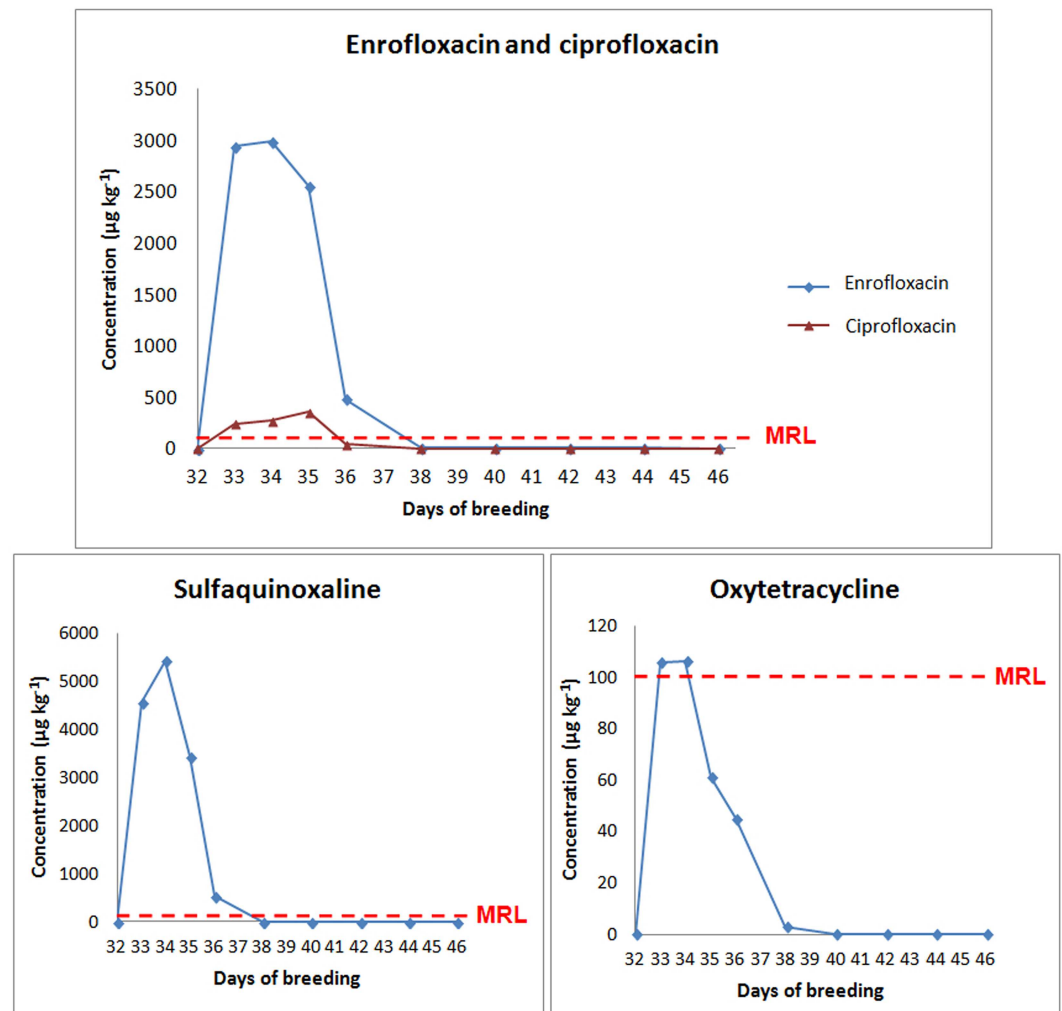 Enrofloxacin and ciprofloxacin
3500
3000
2500
2000
1500
1000
500
0
Concentration (µg kg⁻¹)
Enrofloxacin
Ciprofloxacin
MRL
32 33 34 35 36 38 39 40 41 42 43 44 45 46
Days of breeding
Sulfaquinoxaline
6000
5000
4000
3000
2000
1000
0
Concentration (µg kg⁻¹)
MRL
32 33 34 35 36 37 38 39 40 41 42 43 44 45 46
Days of breeding
Oxytetracycline
120
100
80
60
40
20
0
Concentration (µg kg⁻¹)
MRL
32 33 34 35 36 37 38 39 40 41 42 43 44 45 46
Days of breeding